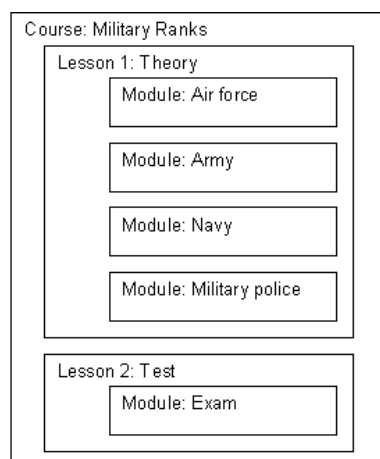 Course: Military Ranks
Lesson 1: Theory
Module: Air force
Module: Army
Module: Navy
Module: Military police
Lesson 2: Test
Module: Exam